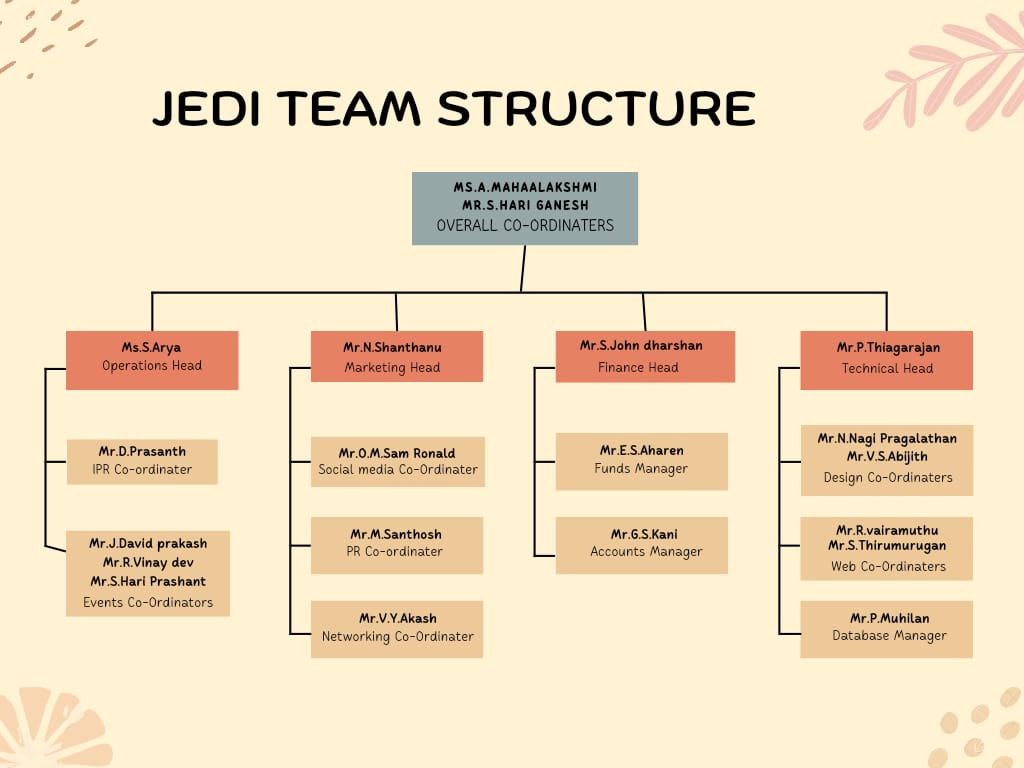 JEDI TEAM STRUCTURE
MS.A.MAHAALAKSHMI
MR.S.HARI GANESH
OVERALL CO-ORDINATERS
Ms.S.Arya
Operations Head
Mr.D.Prasanth
IPR Co-ordinater
Mr.J.David prakash
Mr.R.Vinay dev
Mr.S.Hari Prashant
Events Co-Ordinators
Mr.N.Shanthanu
Marketing Head
Mr.O.M.Sam Ronald
Social media Co-Ordinater
Mr.M.Santhosh
PR Co-ordinater
Mr.V.Y.Akash
Networking Co-Ordinater
Mr.S.John dharshan
Finance Head
Mr.E.S.Aharen
Funds Manager
Mr.G.S.Kani
Accounts Manager
Mr.P.Thiagarajan
Technical Head
Mr.N.Nagi Pragalathan
Mr.V.S.Abijith
Design Co-Ordinaters
Mr.R.vairamuthu
Mr.S.Thirumurugan
Web Co-Ordinaters
Mr.P.Muhilan
Database Manager